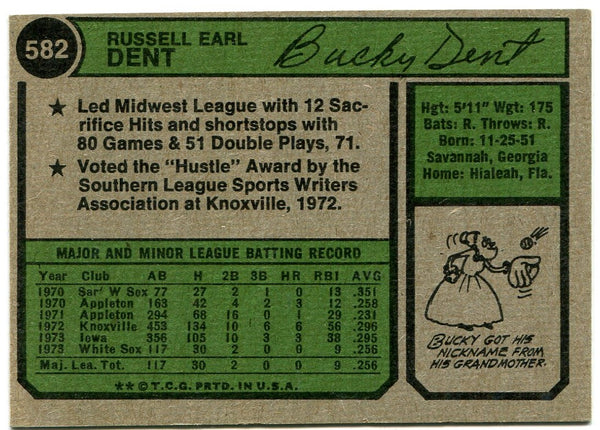 582
RUSSELL EARL
DENT
Bucky Dent
★ Led Midwest League with 12 Sac-
rifice Hits and shortstops with
80 Games & 51 Double Plays, 71.
★ Voted the "Hustle" Award by the
Southern League Sports Writers
Association at Knoxville, 1972.
Hgt: 5'11" Wgt: 175
Bats: R. Throws: R.
Born: 11-25-51
Savannah, Georgia
Home: Hialeah, Fla.
MAJOR AND MINOR LEAGUE BATTING RECORD
Year Club AB H 2B 3B HR RBI AVG
1970 Sar' W Sox 77 27 2 1 0 13 .351
1970 Appleton 163 42 4 2 3 12 .258
1971 Appleton 294 68 16 0 1 29 .231
1972 Knoxville 453 134 10 6 6 56 .296
1973 Iowa 356 105 10 3 3 38 .295
1973 White Sox 117 30 2 0 0 9 .256
Maj. Lea. Tot. 117 30 2 0 0 9 .256
** © T.C.G. PRTD. IN U.S.A.
BUCKY GOT HIS
NICKNAME FROM
HIS GRANDMOTHER.